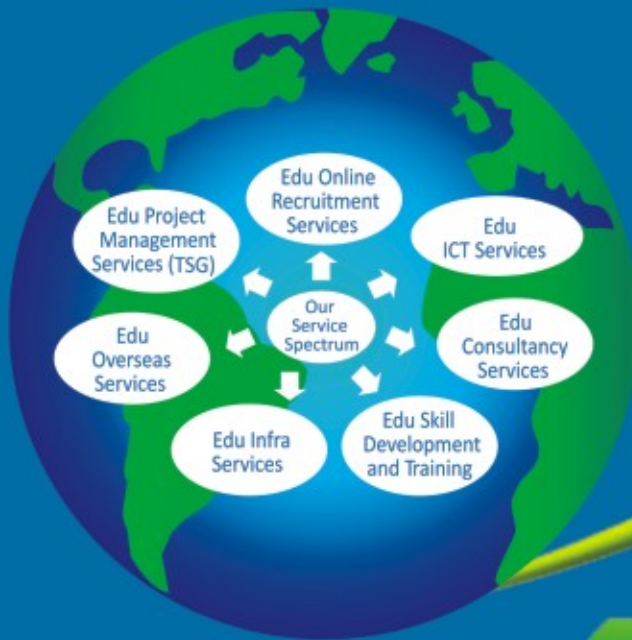 Edu Online
Recruitment
Services
Edu Project
Management
Services (TSG)
Edu
ICT Services
Our
Service
Spectrum
Edu
Overseas
Services
Edu
Consultancy
Services
Edu Infra
Services
Edu Skill
Development
and Training